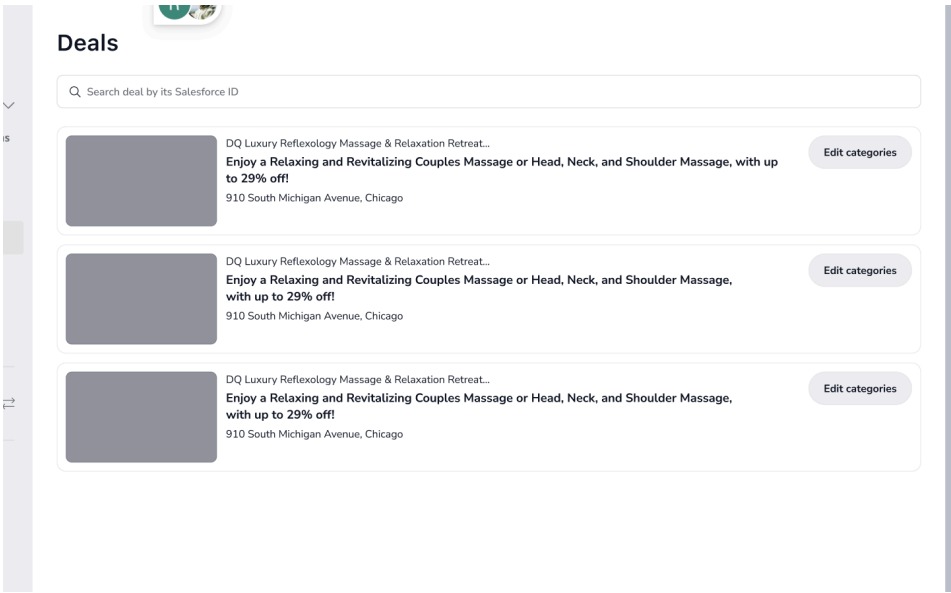 Deals
Search deal by its Salesforce ID
DQ Luxury Reflexology Massage & Relaxation Retreat...
Enjoy a Relaxing and Revitalizing Couples Massage or Head, Neck, and Shoulder Massage, with up
to 29% off!
910 South Michigan Avenue, Chicago
Edit categories
DQ Luxury Reflexology Massage & Relaxation Retreat...
Enjoy a Relaxing and Revitalizing Couples Massage or Head, Neck, and Shoulder Massage,
with up to 29% off!
910 South Michigan Avenue, Chicago
Edit categories
DQ Luxury Reflexology Massage & Relaxation Retreat...
Enjoy a Relaxing and Revitalizing Couples Massage or Head, Neck, and Shoulder Massage,
with up to 29% off!
910 South Michigan Avenue, Chicago
Edit categories